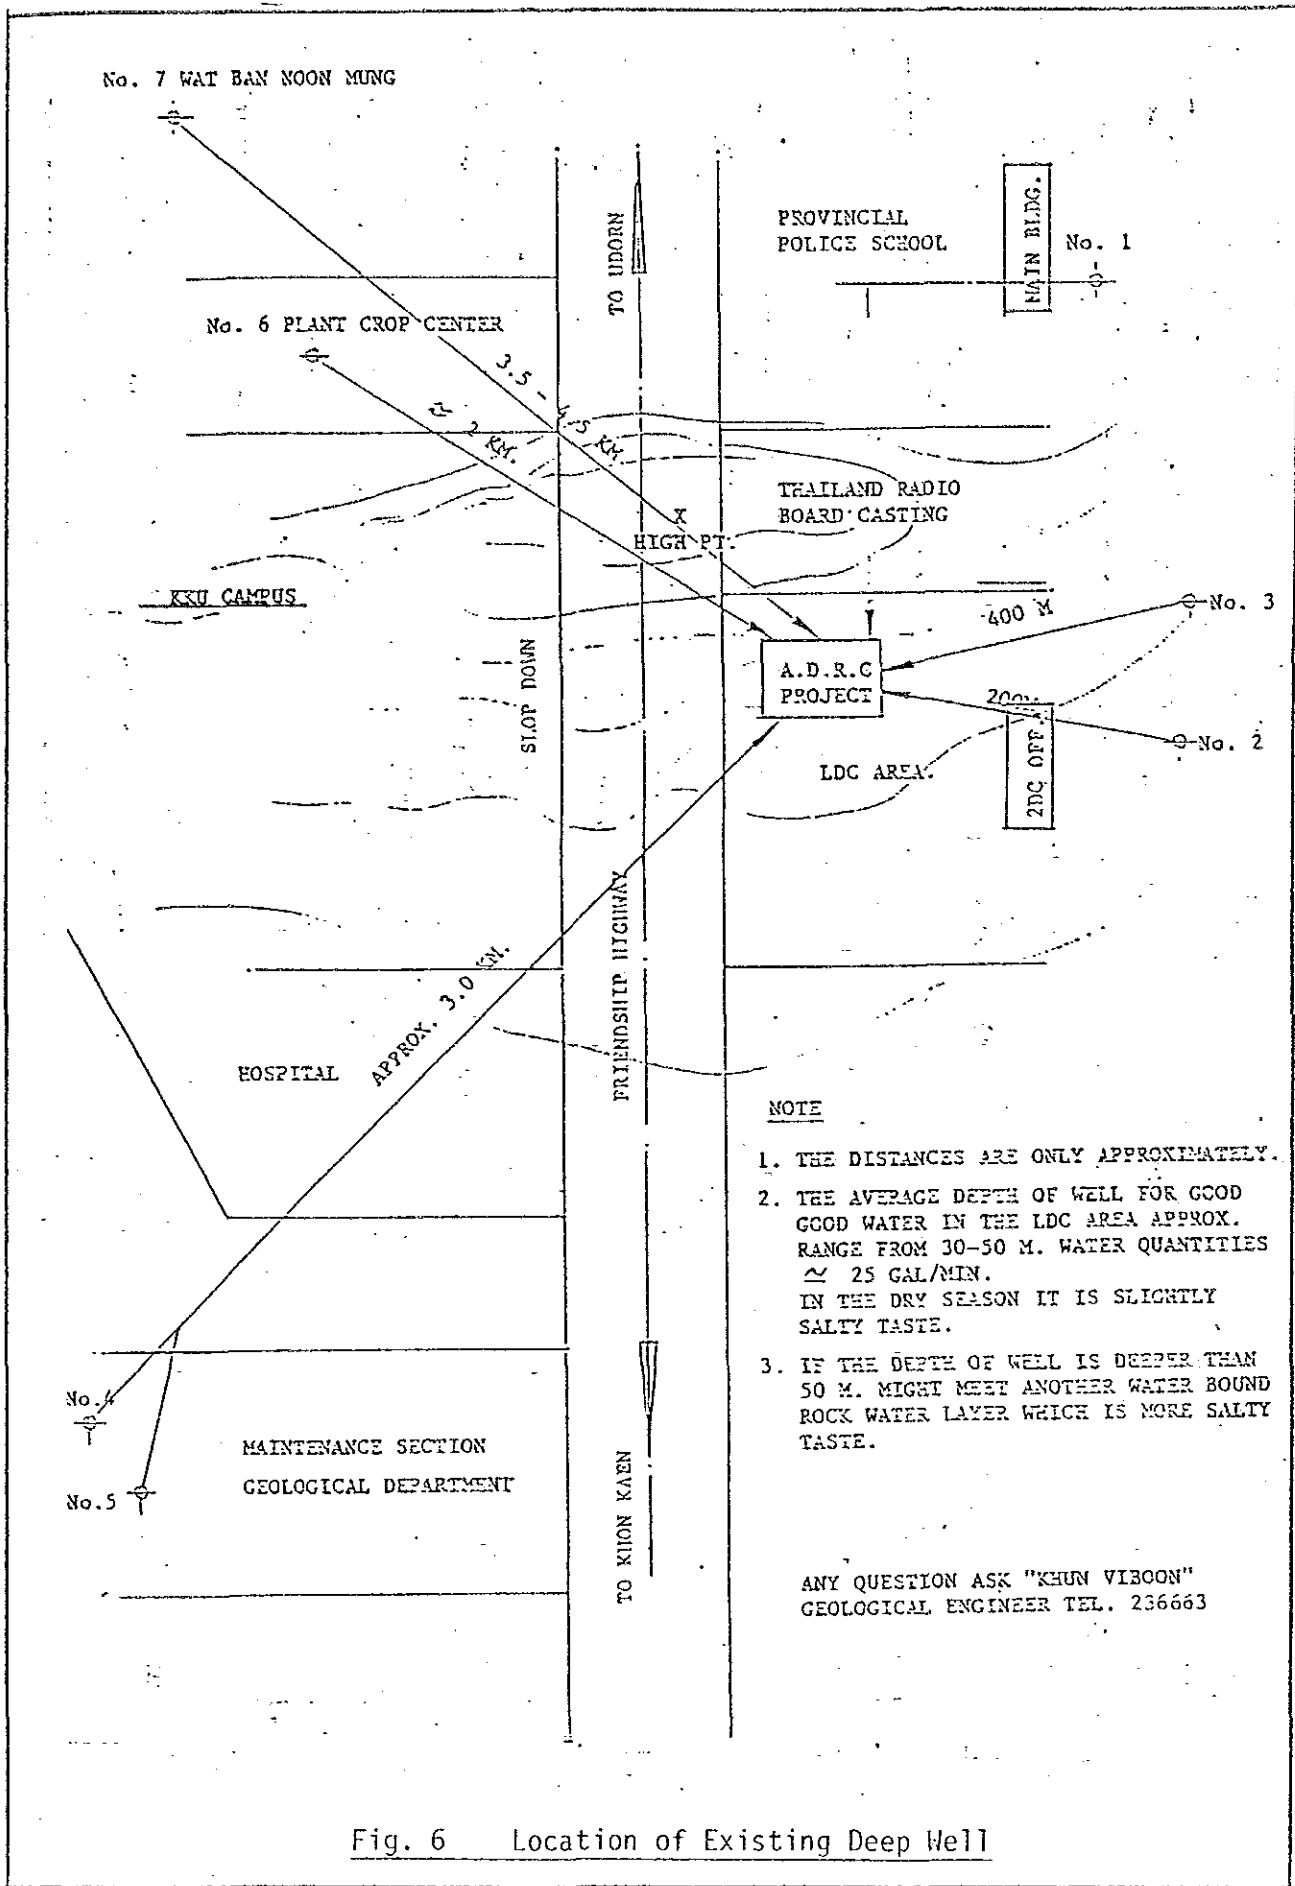 No. 7 WAT BAN NOON MUNG
TO UDORN
PROVINCIAL
POLICE SCHOOL
MAIN BLDG.
No. 1
No. 6 PLANT CROP CENTER
3.5 - 4.5 KM
≈ 2 KM.
THAILAND RADIO
BOARD CASTING
X
HIGH PT.
KKU CAMPUS
400 M
No. 3
SLOP DOWN
A.D.R.C
PROJECT
200M
No. 2
LDC AREA.
2DC OFF.
FRIENDSHIP HIGHWAY
APPROX. 3.0 KM.
HOSPITAL
NOTE
1. THE DISTANCES ARE ONLY APPROXIMATELY.
2. THE AVERAGE DEPTH OF WELL FOR GOOD
GOOD WATER IN THE LDC AREA APPROX.
RANGE FROM 30-50 M. WATER QUANTITIES
≃ 25 GAL/MIN.
IN THE DRY SEASON IT IS SLIGHTLY
SALTY TASTE.
3. IF THE DEPTH OF WELL IS DEEPER THAN
50 M. MIGHT MEET ANOTHER WATER BOUND
ROCK WATER LAYER WHICH IS MORE SALTY
TASTE.
No.4
MAINTENANCE SECTION
GEOLOGICAL DEPARTMENT
No.5
TO KHON KAEN
ANY QUESTION ASK "KHUN VIBOON"
GEOLOGICAL ENGINEER TEL. 236663
Fig. 6 Location of Existing Deep Well